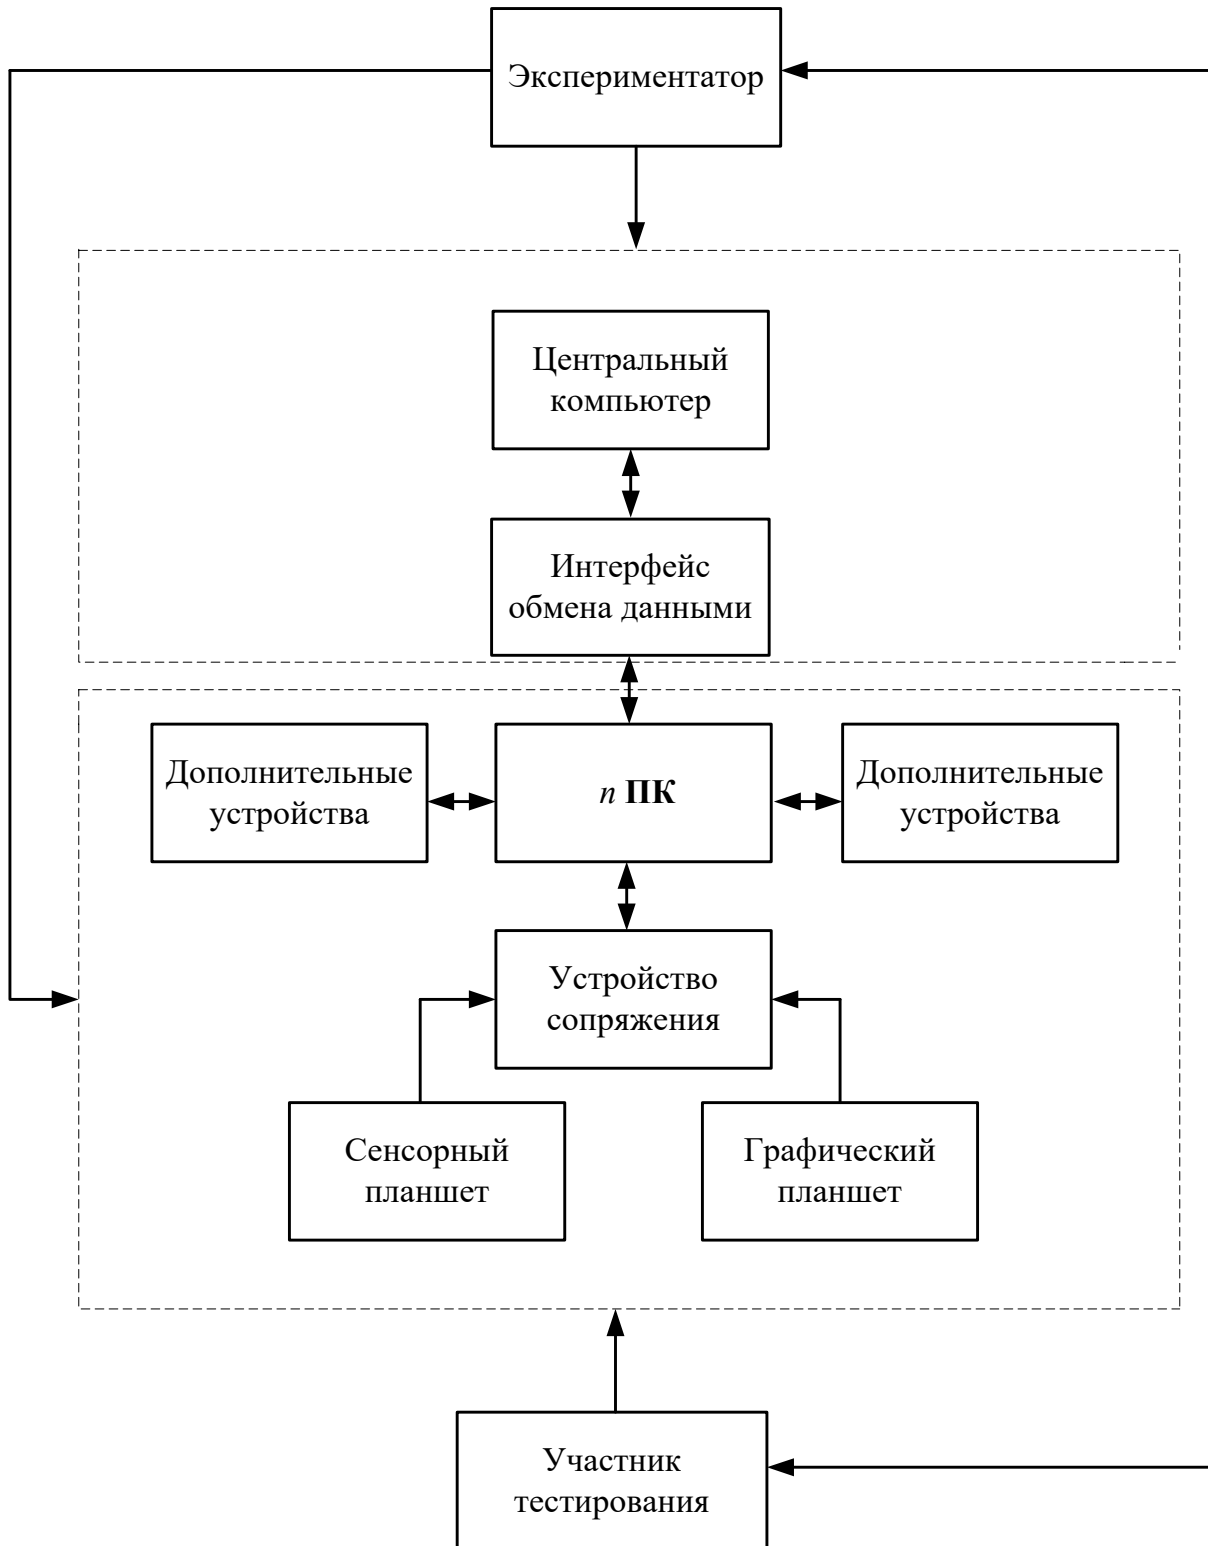 Экспериментатор
Центральный
компьютер
Интерфейс
обмена данными
Дополнительные
устройства
n ПК
Дополнительные
устройства
Устройство
сопряжения
Сенсорный
планшет
Графический
планшет
Участник
тестирования